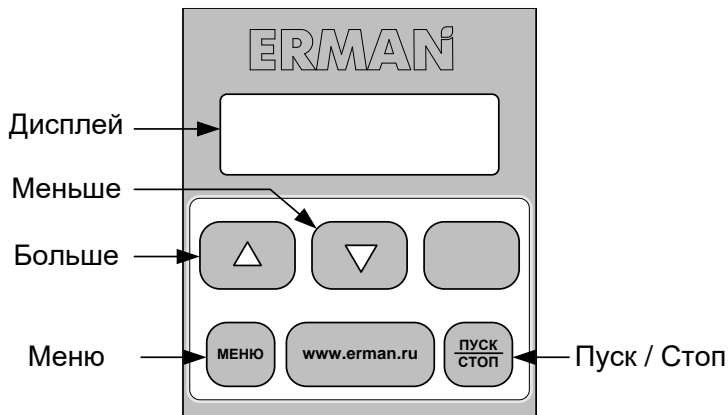 ERMAN
Дисплей
Меньше
Больше
Меню
МЕНЮ
www.erman.ru
ПУСК
СТОП
Пуск / Стоп